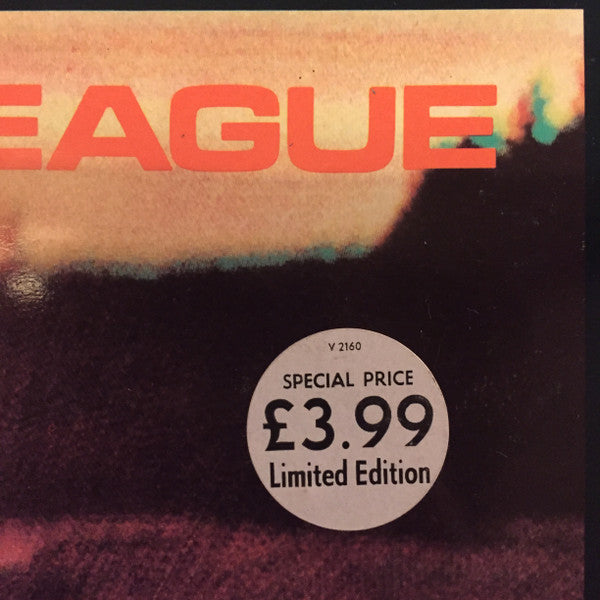 EAGUE
V 2160
SPECIAL PRICE
£3.99
Limited Edition